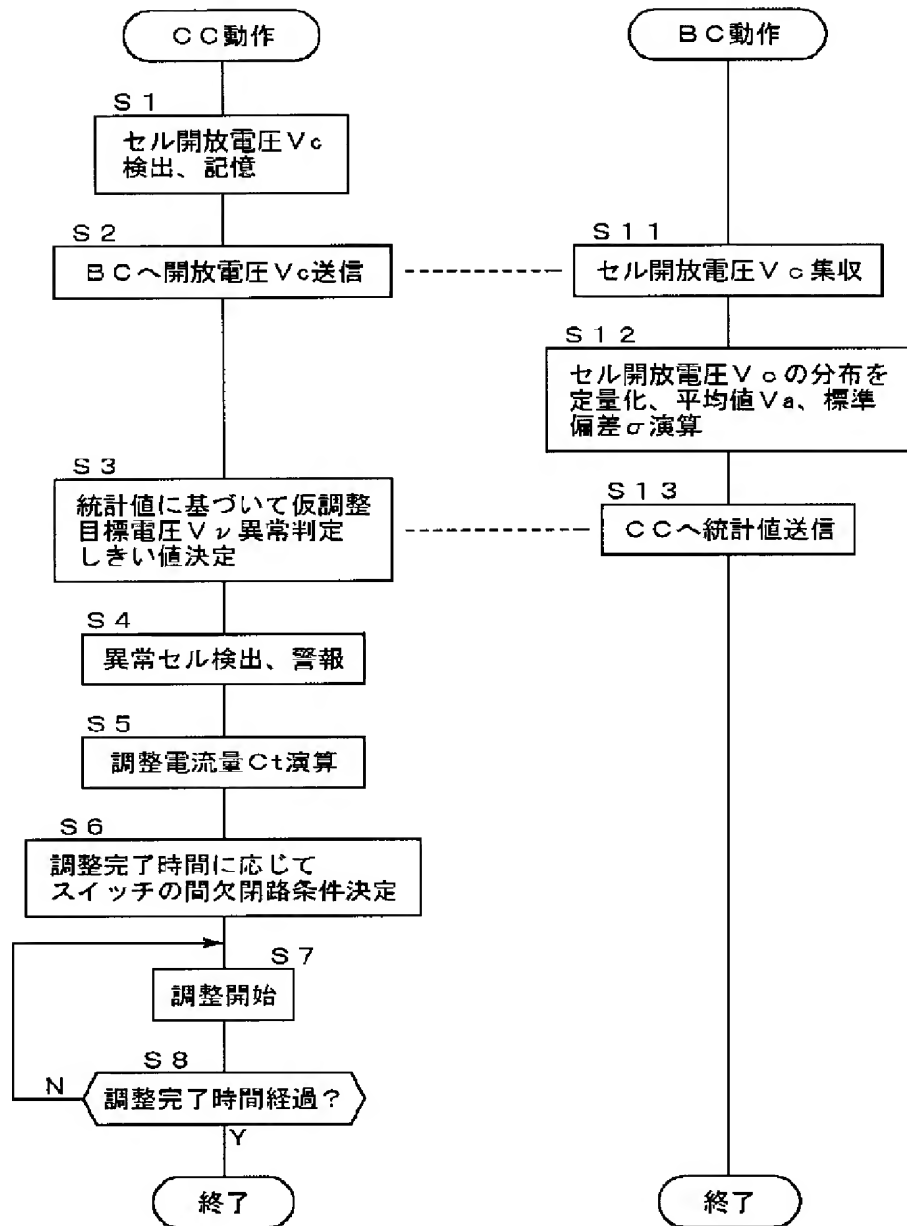 CC動作
S1
セル開放電圧Vc
検出、記憶
S2
BCへ開放電圧Vc送信
S3
統計値に基づいて仮調整
目標電圧Vν異常判定
しきい値決定
S4
異常セル検出、警報
S5
調整電流量Ct演算
S6
調整完了時間に応じて
スイッチの間欠閉路条件決定
S7
調整開始
S8
調整完了時間経過?
N
Y
終了
BC動作
S11
セル開放電圧Vc集収
S12
セル開放電圧Vcの分布を
定量化、平均値Va、標準
偏差σ演算
S13
CCへ統計値送信
終了